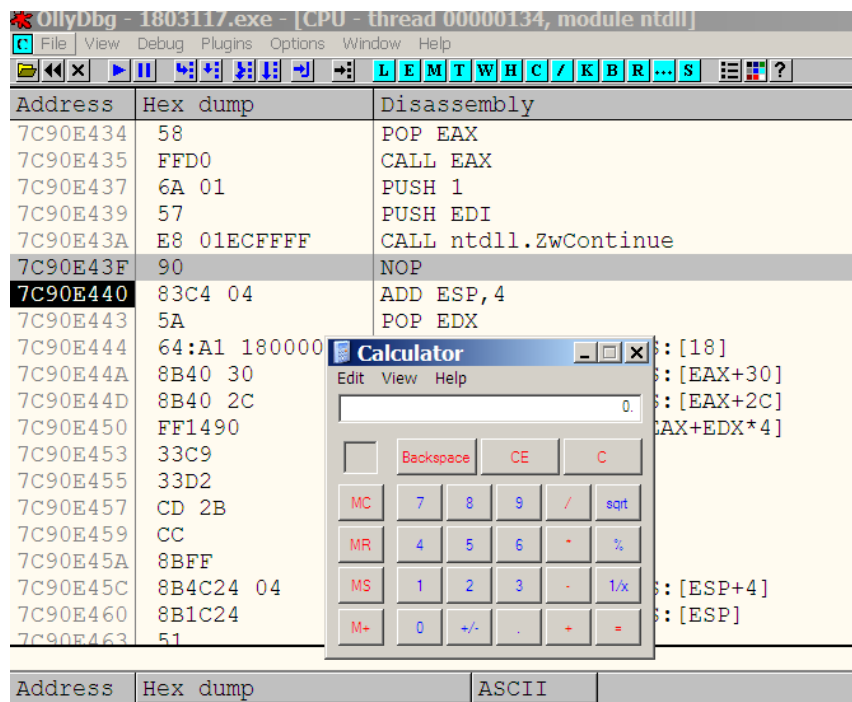 OllyDbg - 1803117.exe - [CPU - thread 00000134, module ntdll]
C File View Debug Plugins Options Window Help
L E M T W H C / K B R ... S ?
Address Hex dump Disassembly
7C90E434 58 POP EAX
7C90E435 FFD0 CALL EAX
7C90E437 6A 01 PUSH 1
7C90E439 57 PUSH EDI
7C90E43A E8 01ECFFFF CALL ntdll.ZwContinue
7C90E43F 90 NOP
7C90E440 83C4 04 ADD ESP,4
7C90E443 5A POP EDX
7C90E444 64:A1 180000 S:[18]
7C90E44A 8B40 30 S:[EAX+30]
7C90E44D 8B40 2C S:[EAX+2C]
7C90E450 FF1490 EAX+EDX*4]
7C90E453 33C9
7C90E455 33D2
7C90E457 CD 2B
7C90E459 CC
7C90E45A 8BFF
7C90E45C 8B4C24 04 S:[ESP+4]
7C90E460 8B1C24 S:[ESP]
7C90E463 51
Calculator
Edit View Help
0.
Backspace CE C
MC 7 8 9 / sqrt
MR 4 5 6 * %
MS 1 2 3 - 1/x
M+ 0 +/- . + =
Address Hex dump ASCII